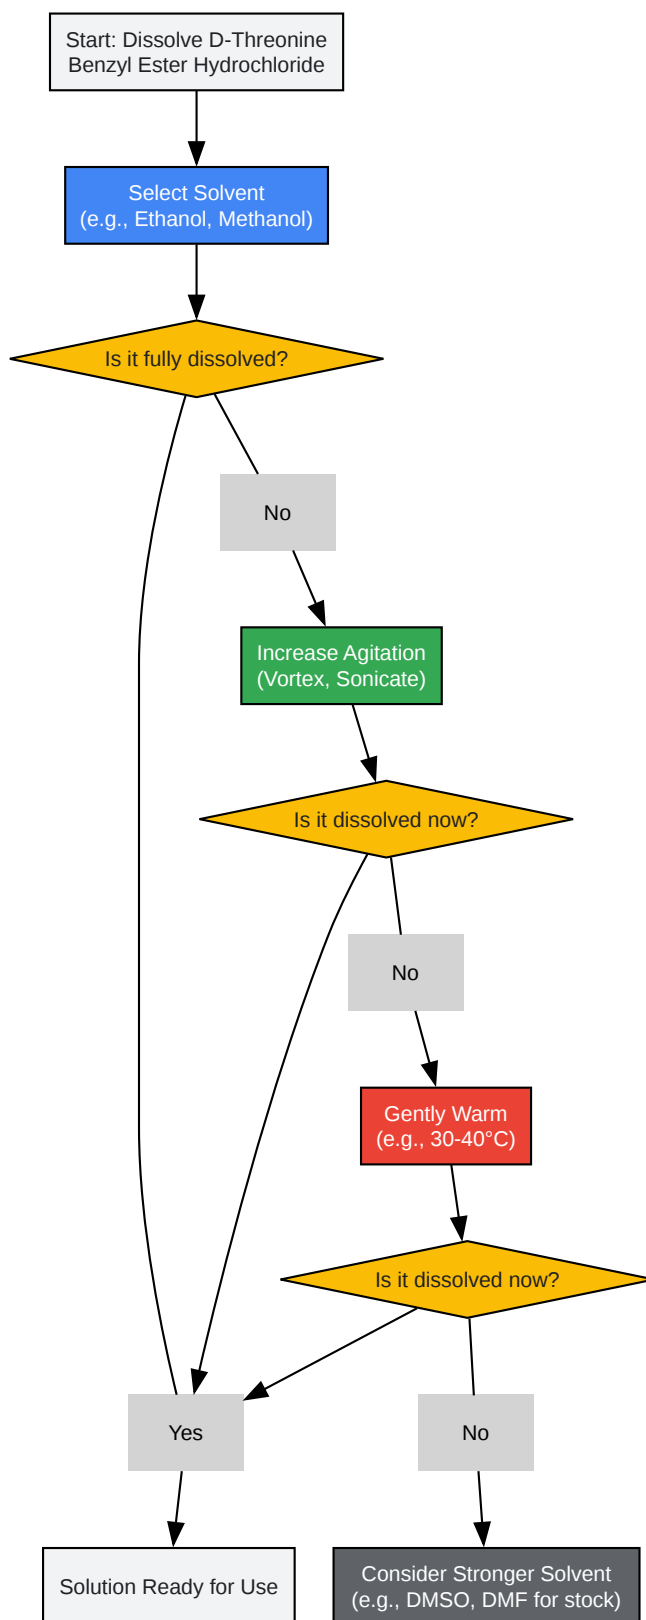 Start: Dissolve D-Threonine
Benzyl Ester Hydrochloride
Select Solvent
(e.g., Ethanol, Methanol)
Is it fully dissolved?
No
Increase Agitation
(Vortex, Sonicate)
Is it dissolved now?
No
Gently Warm
(e.g., 30-40°C)
Is it dissolved now?
Yes
No
Solution Ready for Use
Consider Stronger Solvent
(e.g., DMSO, DMF for stock)